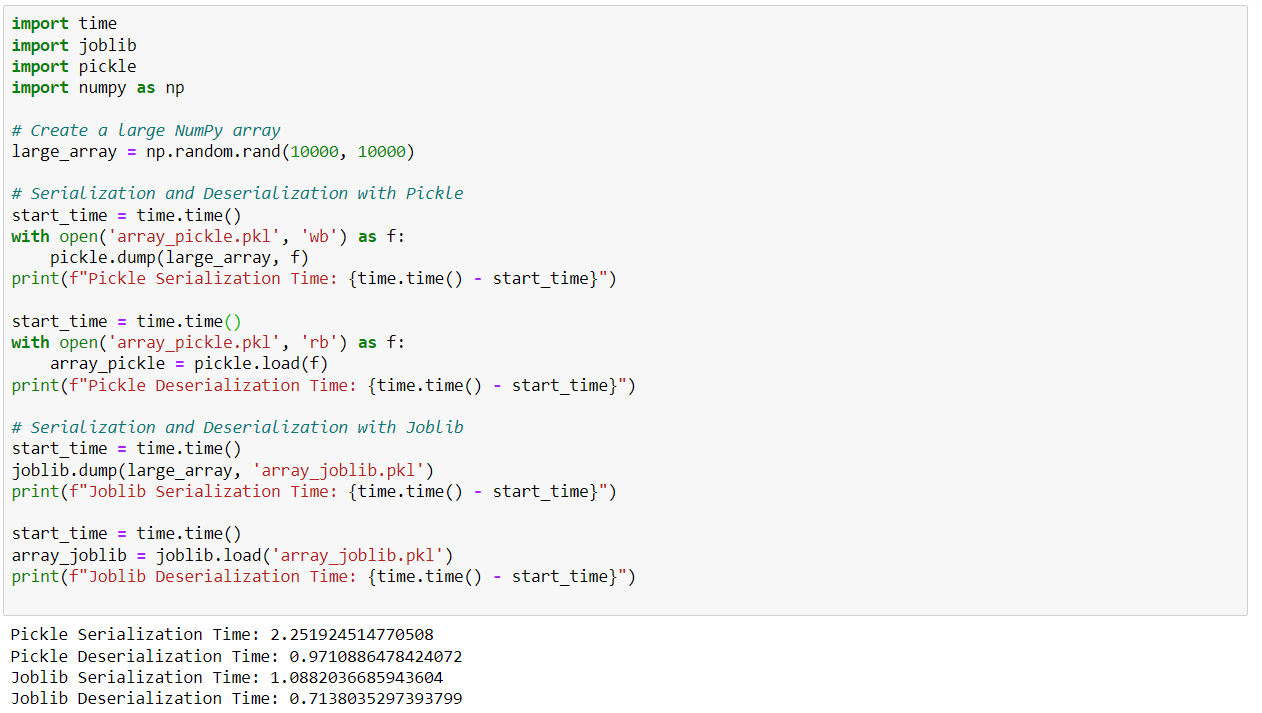 import time
import joblib
import pickle
import numpy as np
# Create a large NumPy array
large_array = np.random.rand(10000, 10000)
# Serialization and Deserialization with Pickle
start_time = time.time()
with open('array_pickle.pkl', 'wb') as f:
    pickle.dump(large_array, f)
print(f"Pickle Serialization Time: {time.time() - start_time}")
start_time = time.time()
with open('array_pickle.pkl', 'rb') as f:
    array_pickle = pickle.load(f)
print(f"Pickle Deserialization Time: {time.time() - start_time}")
# Serialization and Deserialization with Joblib
start_time = time.time()
joblib.dump(large_array, 'array_joblib.pkl')
print(f"Joblib Serialization Time: {time.time() - start_time}")
start_time = time.time()
array_joblib = joblib.load('array_joblib.pkl')
print(f"Joblib Deserialization Time: {time.time() - start_time}")
Pickle Serialization Time: 2.251924514770508
Pickle Deserialization Time: 0.9710886478424072
Joblib Serialization Time: 1.0882036685943604
Joblib Deserialization Time: 0.7138035297393799